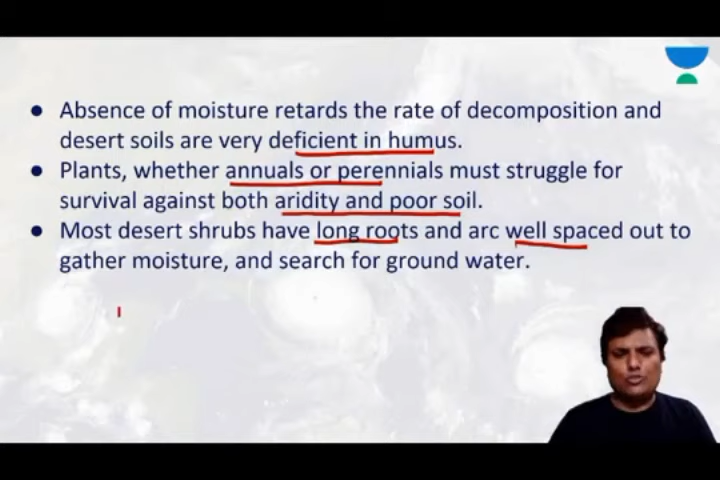 ● Absence of moisture retards the rate of decomposition and
desert soils are very deficient in humus.
● Plants, whether annuals or perennials must struggle for
survival against both aridity and poor soil.
● Most desert shrubs have long roots and arc well spaced out to
gather moisture, and search for ground water.